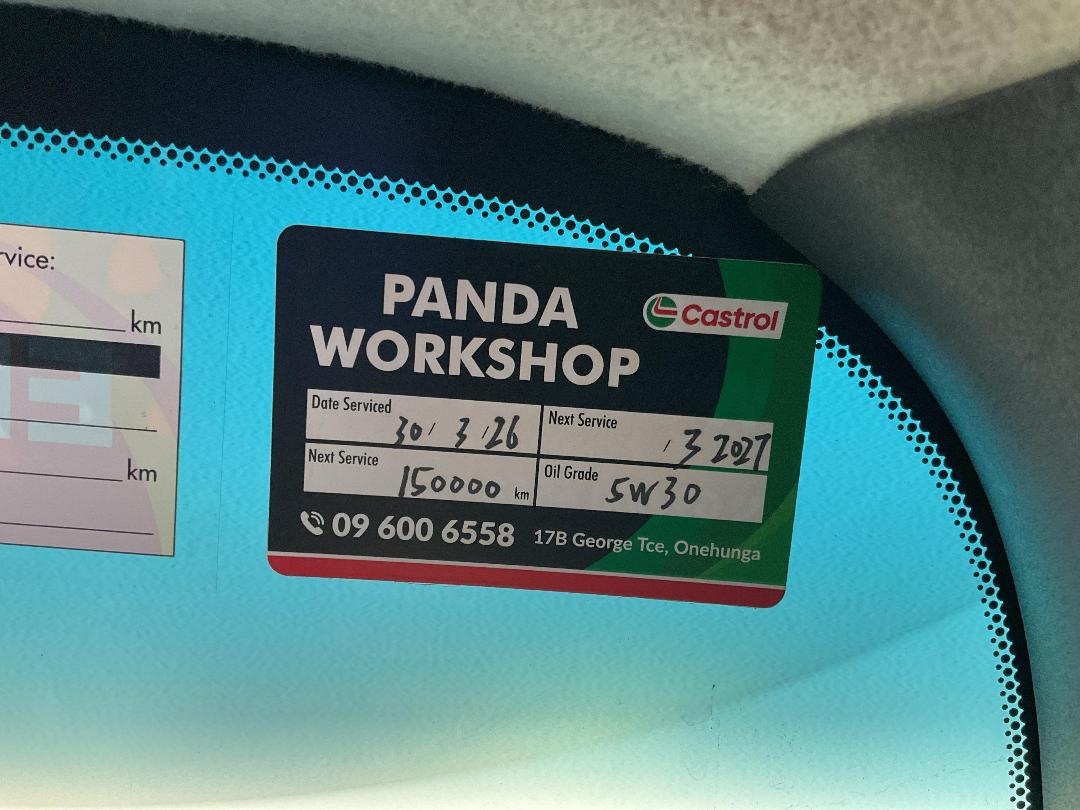 rvice:
km
km
PANDA
WORKSHOP
Castrol
Date Serviced 30/ 3 /26
Next Service / 3 2027
Next Service 150000 km
Oil Grade 5W30
09 600 6558
17B George Tce, Onehunga